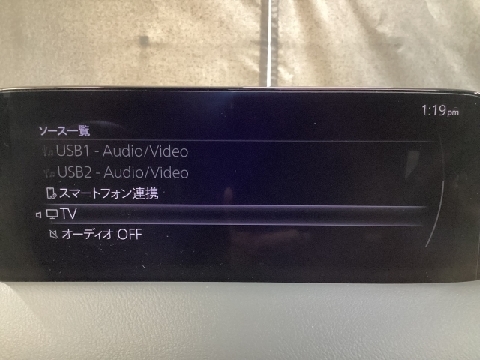 1:19pm
ソース一覧
USB1 - Audio/Video
USB2 - Audio/Video
スマートフォン連携
TV
オーディオ OFF